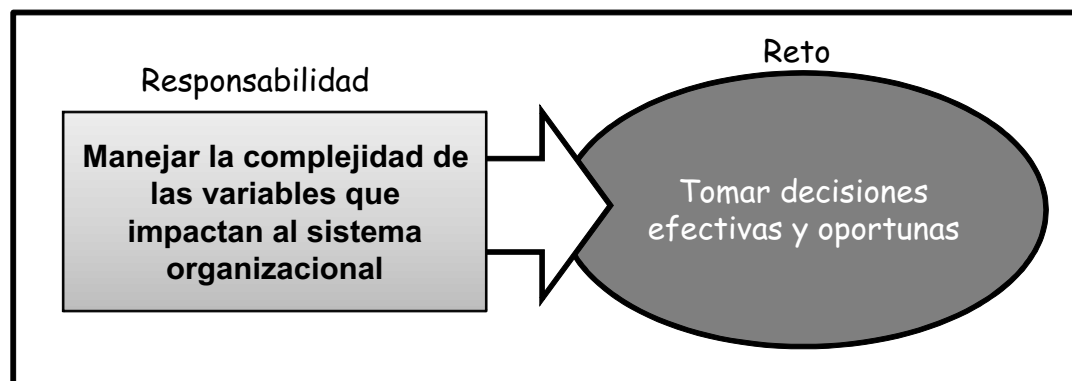 Responsabilidad
Manejar la complejidad de
las variables que
impactan al sistema
organizacional
Reto
Tomar decisiones
efectivas y oportunas